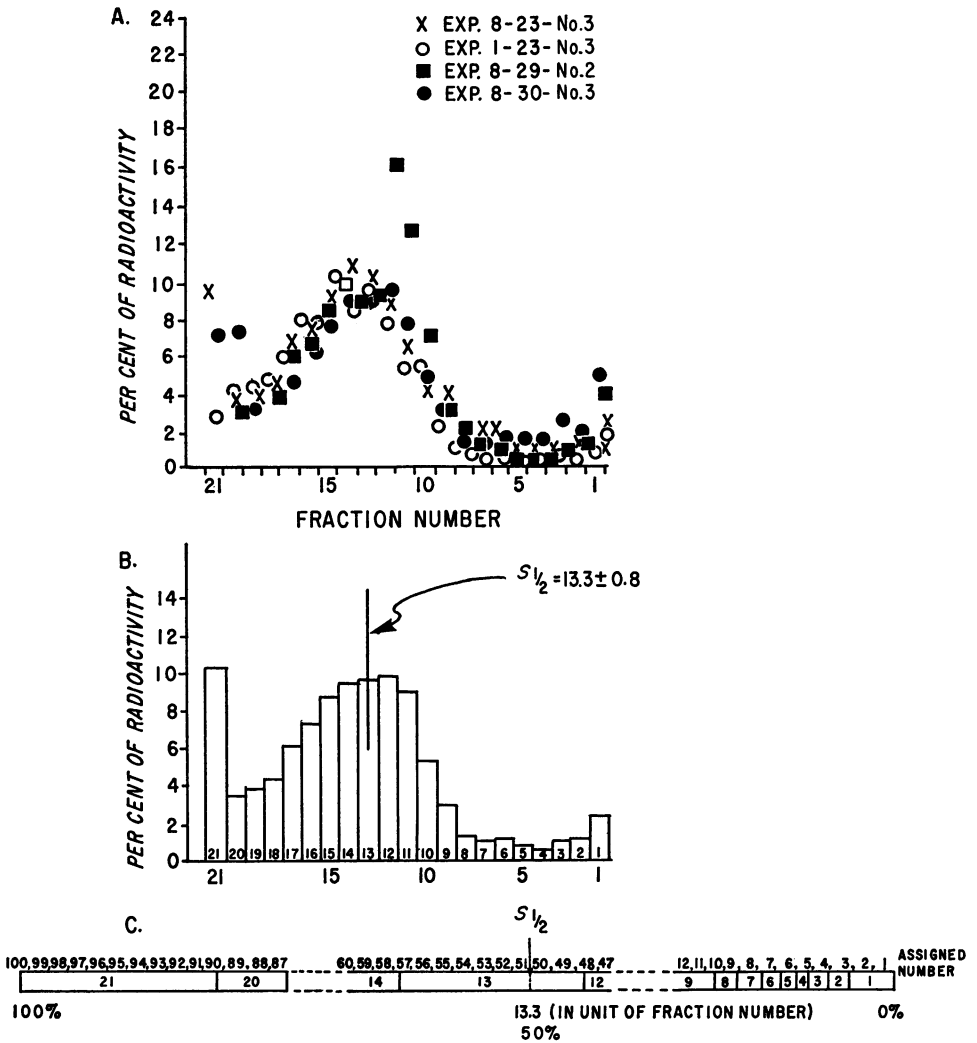 A.
24
22
20
18
16
14
12
10
8
6
4
2
0
PER CENT OF RADIOACTIVITY
X EXP. 8-23-No.3
EXP. 1-23-No.3
EXP. 8-29-No.2
EXP. 8-30-No.3
21 15 10 5 1
FRACTION NUMBER
B.
S1/2 = 13.3 ± 0.8
14
12
10
8
6
4
2
0
PER CENT OF RADIOACTIVITY
21 20 19 18 17 16 15 14 13 12 11 10 9 8 7 6 5 4 3 2 1
21 15 10 5 1
C.
S1/2
100,99,98,97,96,95,94,93,92,91,90,89,88,87 60,59,58,57,56,55,54,53,52,51,50,49,48,47 12,11,10,9,8,7,6,5,4,3,2,1 ASSIGNED NUMBER
21 20 14 13 12 9 8 7 6 5 4 3 2 1
100% 13.3 (IN UNIT OF FRACTION NUMBER) 0%
50%